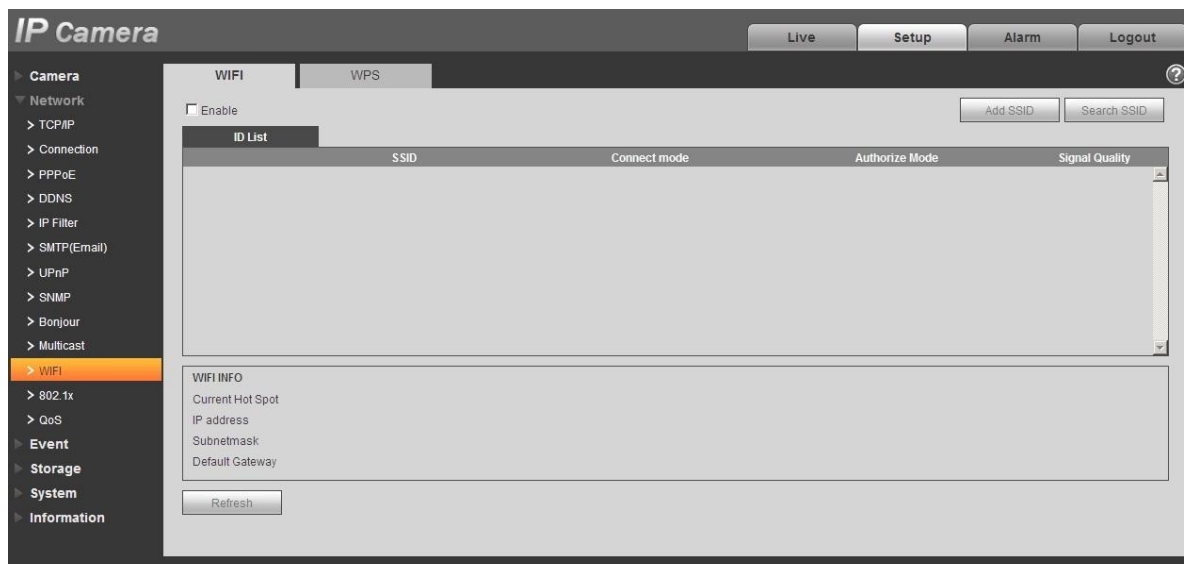 IP Camera
Live Setup Alarm Logout
Camera
Network
> TCP/IP
> Connection
> PPPoE
> DDNS
> IP Filter
> SMTP(Email)
> UPnP
> SNMP
> Bonjour
> Multicast
> WIFI
> 802.1x
> QoS
Event
Storage
System
Information
WIFI WPS
?
Enable Add SSID Search SSID
ID List
SSID Connect mode Authorize Mode Signal Quality
WIFI INFO
Current Hot Spot
IP address
Subnetmask
Default Gateway
Refresh